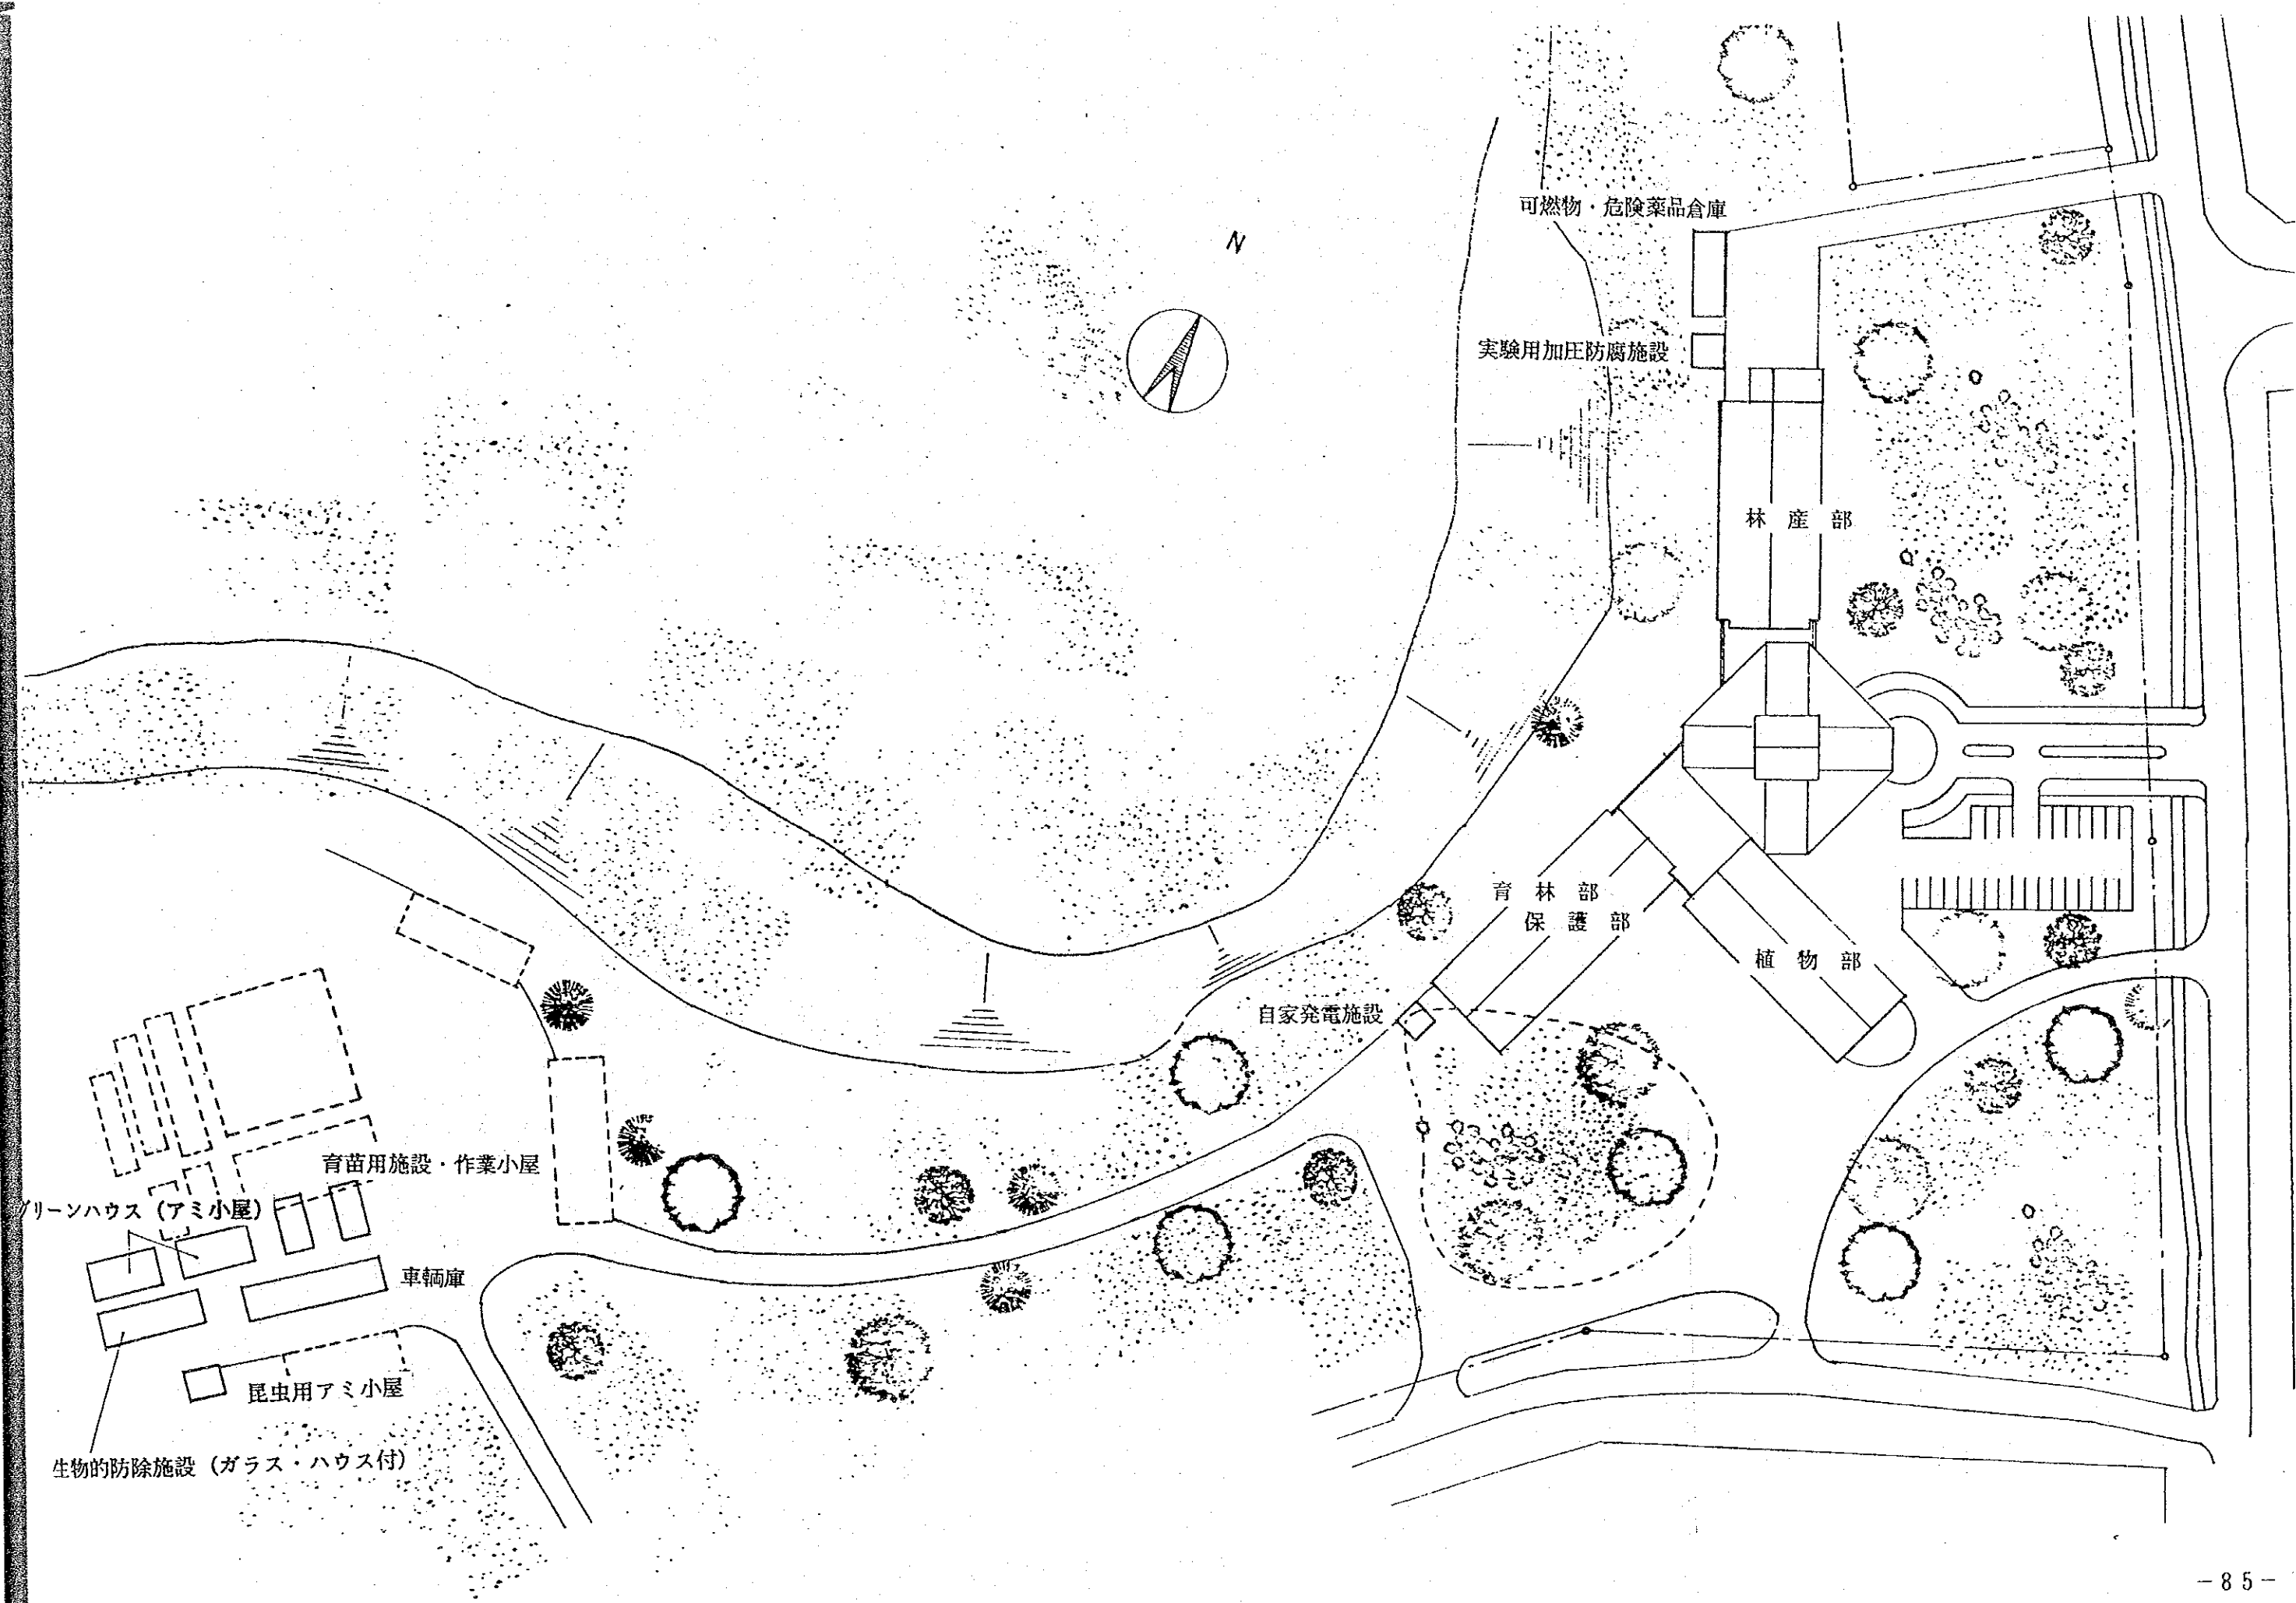 可燃物・危険薬品倉庫
N
実験用加圧防腐施設
林産部
育林部
保護部
植物部
自家発電施設
育苗用施設・作業小屋
グリーンハウス（アミ小屋）
車輌庫
昆虫用アミ小屋
生物的防除施設（ガラス・ハウス付）
－85－